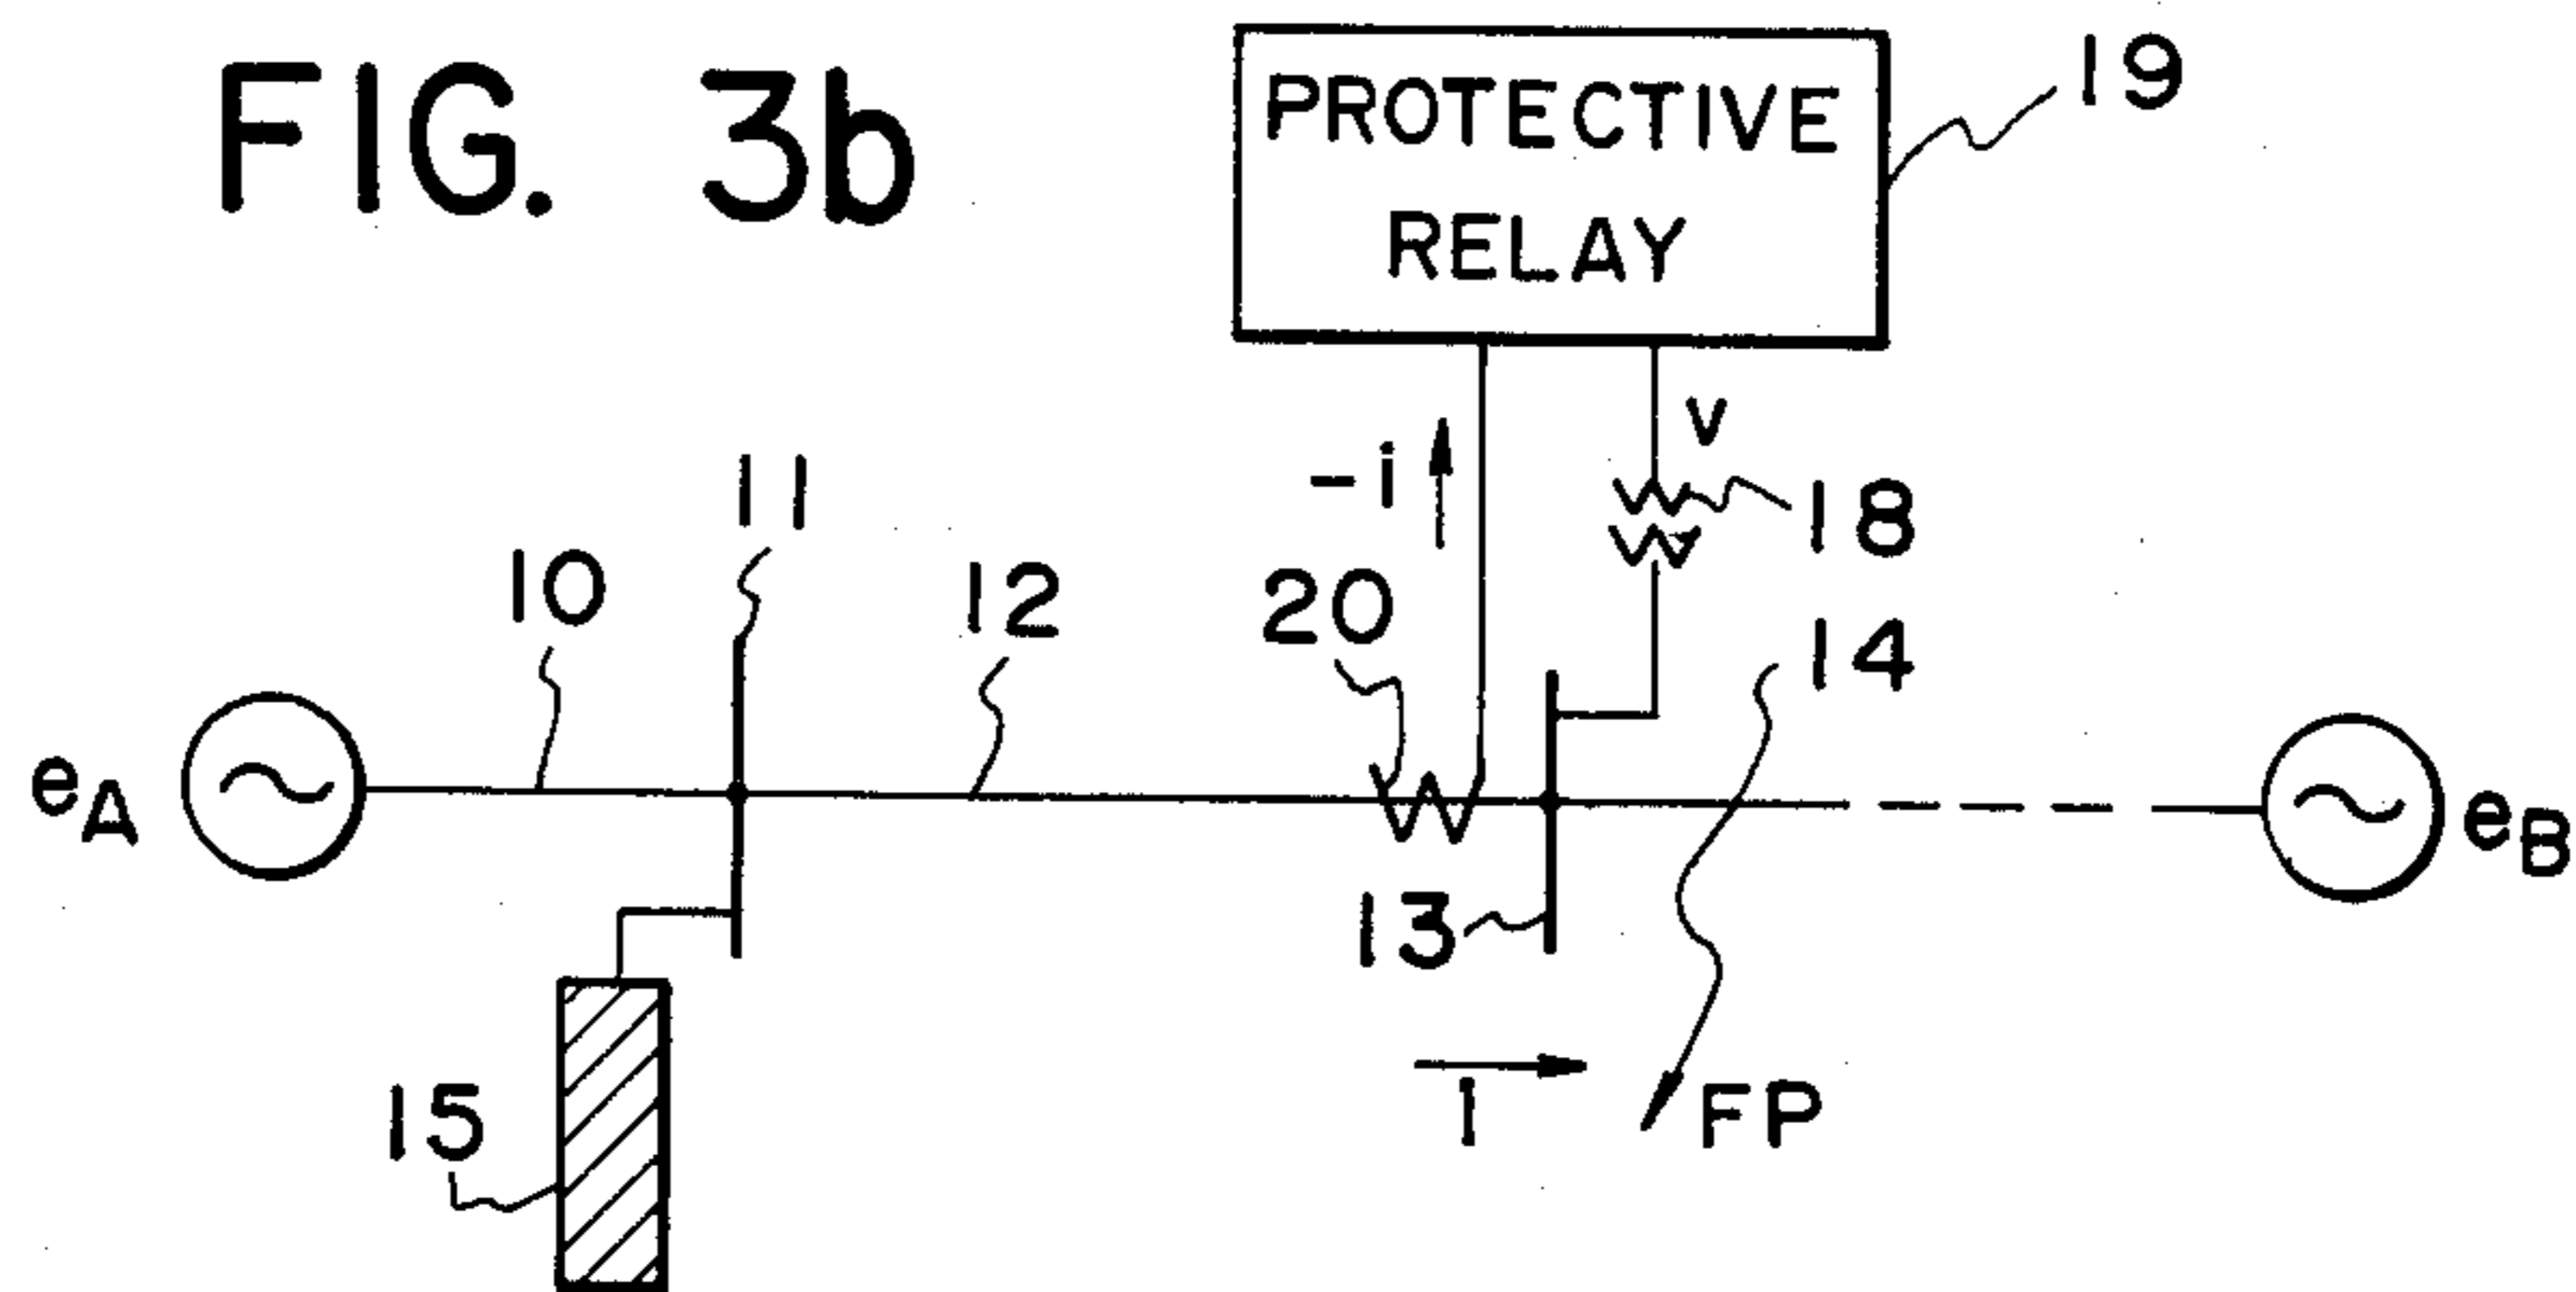 FIG. 3b
PROTECTIVE
RELAY
19
-i
v
18
11
10
12
20
14
eA
eB
13
15
I
FP